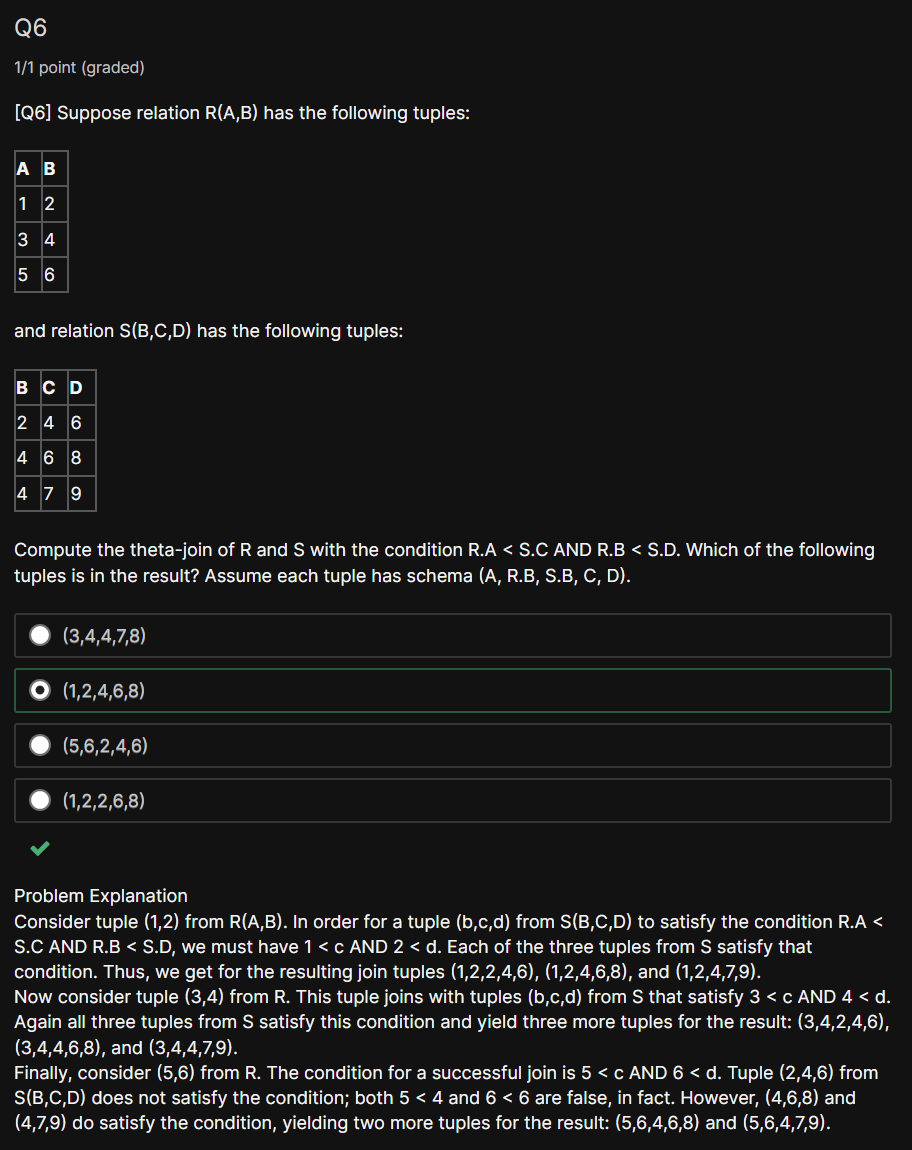 Q6
1/1 point (graded)
[Q6] Suppose relation R(A,B) has the following tuples:
A B
1 2
3 4
5 6
and relation S(B,C,D) has the following tuples:
B C D
2 4 6
4 6 8
4 7 9
Compute the theta-join of R and S with the condition R.A < S.C AND R.B < S.D. Which of the following
tuples is in the result? Assume each tuple has schema (A, R.B, S.B, C, D).
(3,4,4,7,8)
(1,2,4,6,8)
(5,6,2,4,6)
(1,2,2,6,8)
Problem Explanation
Consider tuple (1,2) from R(A,B). In order for a tuple (b,c,d) from S(B,C,D) to satisfy the condition R.A <
S.C AND R.B < S.D, we must have 1 < c AND 2 < d. Each of the three tuples from S satisfy that
condition. Thus, we get for the resulting join tuples (1,2,2,4,6), (1,2,4,6,8), and (1,2,4,7,9).
Now consider tuple (3,4) from R. This tuple joins with tuples (b,c,d) from S that satisfy 3 < c AND 4 < d.
Again all three tuples from S satisfy this condition and yield three more tuples for the result: (3,4,2,4,6),
(3,4,4,6,8), and (3,4,4,7,9).
Finally, consider (5,6) from R. The condition for a successful join is 5 < c AND 6 < d. Tuple (2,4,6) from
S(B,C,D) does not satisfy the condition; both 5 < 4 and 6 < 6 are false, in fact. However, (4,6,8) and
(4,7,9) do satisfy the condition, yielding two more tuples for the result: (5,6,4,6,8) and (5,6,4,7,9).